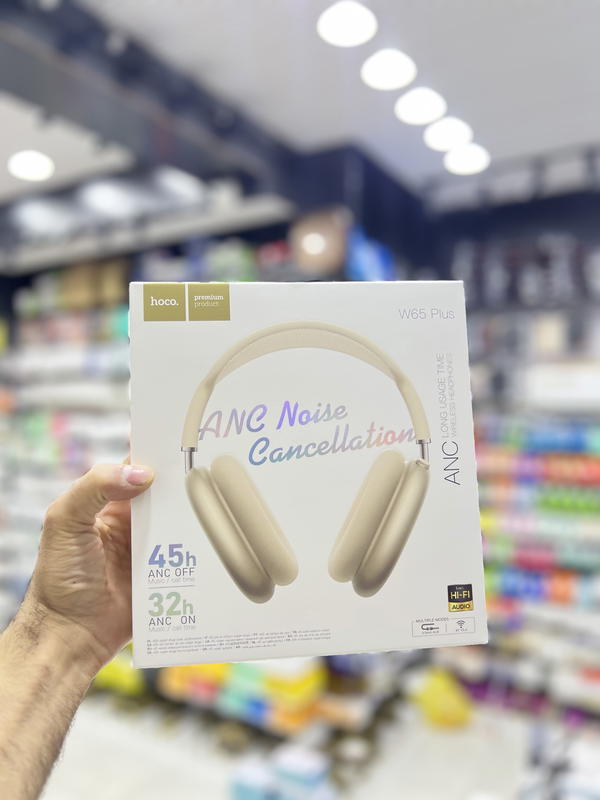 hoco.
premium
product
W65 Plus
ANC Noise
Cancellation
ANC LONG USAGE TIME
WIRELESS HEADPHONES
45h
ANC OFF
Music / call time
32h
ANC ON
Music / call time
HI-FI
AUDIO
MULTIPLE MODES